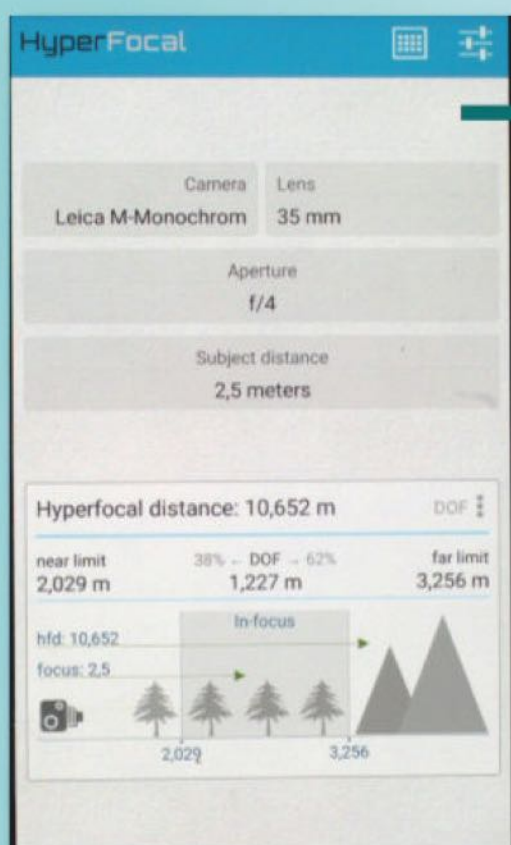 HyperFocal
Camera
Leica M-Monochrom
Lens
35 mm
Aperture
f/4
Subject distance
2,5 meters
Hyperfocal distance: 10,652 m
DOF
near limit
2,029 m
38% ← DOF → 62%
1,227 m
far limit
3,256 m
In-focus
hfd: 10,652
focus: 2,5
2,029
3,256